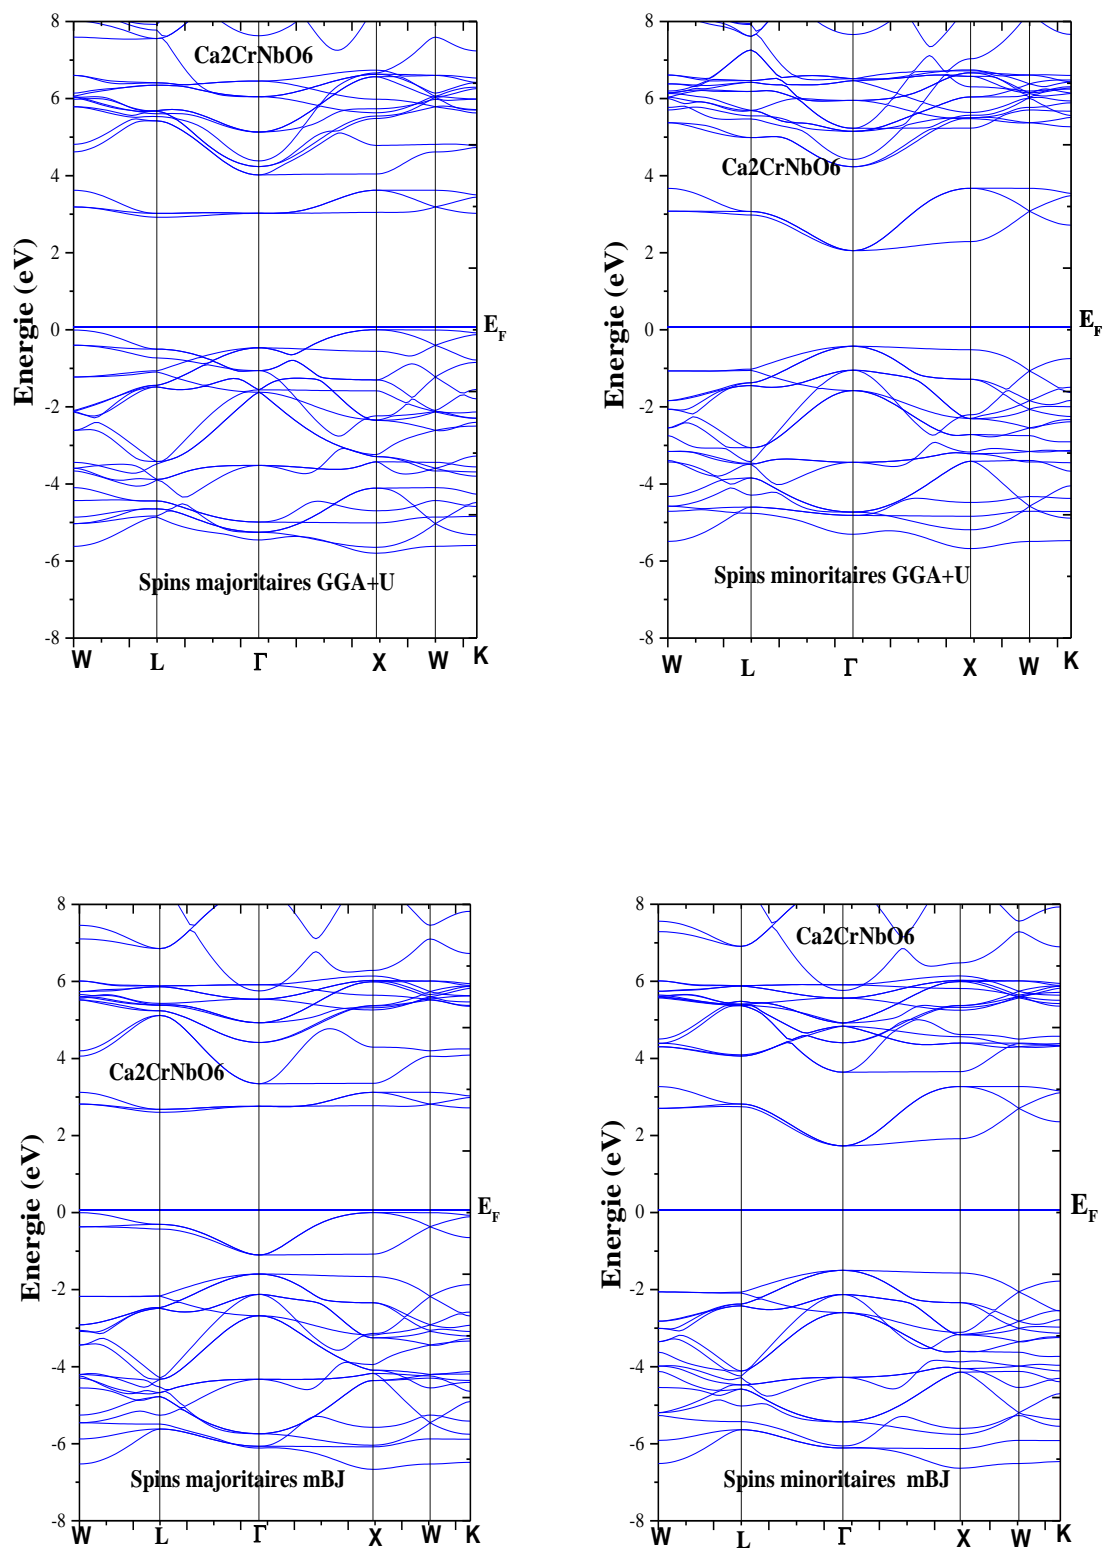 8
6
4
2
0
-2
-4
-6
-8
Energie (eV)
Ca2CrNbO6
E_F
Spins majoritaires GGA+U
W L Γ X W K
8
6
4
2
0
-2
-4
-6
-8
Energie (eV)
Ca2CrNbO6
E_F
Spins minoritaires GGA+U
W L Γ X W K
8
6
4
2
0
-2
-4
-6
-8
Energie (eV)
Ca2CrNbO6
E_F
Spins majoritaires mBJ
W L Γ X W K
8
6
4
2
0
-2
-4
-6
-8
Energie (eV)
Ca2CrNbO6
E_F
Spins minoritaires mBJ
W L Γ X W K